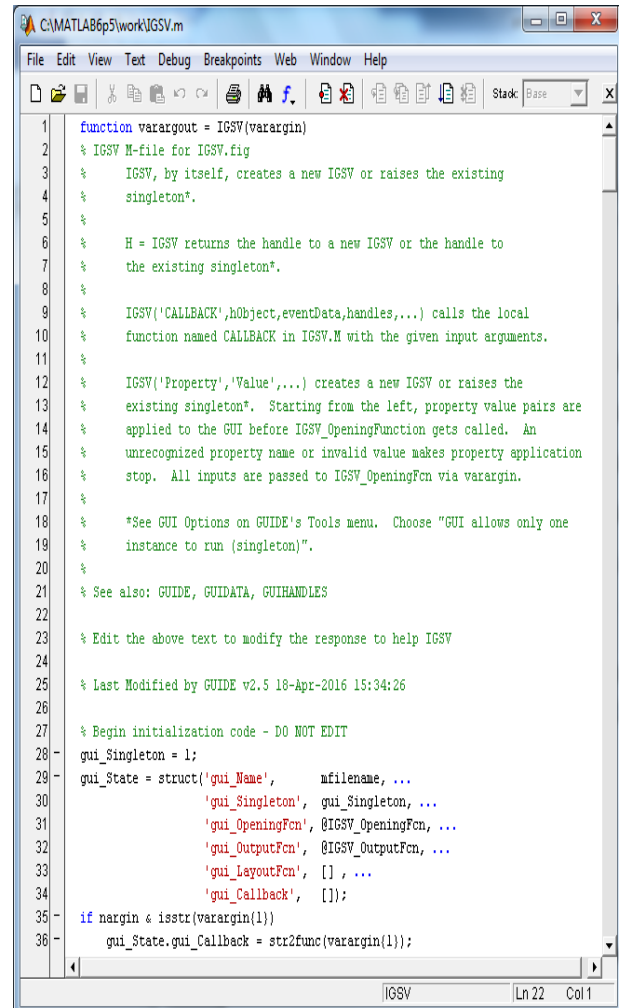 C:\MATLAB6p5\work\IGSV.m
File Edit View Text Debug Breakpoints Web Window Help
Stack: Base
1 function varargout = IGSV(varargin)
2 % IGSV M-file for IGSV.fig
3 %      IGSV, by itself, creates a new IGSV or raises the existing
4 %      singleton*.
5 %
6 %      H = IGSV returns the handle to a new IGSV or the handle to
7 %      the existing singleton*.
8 %
9 %      IGSV('CALLBACK',hObject,eventData,handles,...) calls the local
10 %      function named CALLBACK in IGSV.M with the given input arguments.
11 %
12 %      IGSV('Property','Value',...) creates a new IGSV or raises the
13 %      existing singleton*.  Starting from the left, property value pairs are
14 %      applied to the GUI before IGSV_OpeningFunction gets called.  An
15 %      unrecognized property name or invalid value makes property application
16 %      stop.  All inputs are passed to IGSV_OpeningFcn via varargin.
17 %
18 %      *See GUI Options on GUIDE's Tools menu.  Choose "GUI allows only one
19 %      instance to run (singleton)".
20 %
21 % See also: GUIDE, GUIDATA, GUIHANDLES
22
23 % Edit the above text to modify the response to help IGSV
24
25 % Last Modified by GUIDE v2.5 18-Apr-2016 15:34:26
26
27 % Begin initialization code - DO NOT EDIT
28 - gui_Singleton = 1;
29 - gui_State = struct('gui_Name',       mfilename, ...
30                    'gui_Singleton',  gui_Singleton, ...
31                    'gui_OpeningFcn', @IGSV_OpeningFcn, ...
32                    'gui_OutputFcn',  @IGSV_OutputFcn, ...
33                    'gui_LayoutFcn',  [] , ...
34                    'gui_Callback',   []);
35 - if nargin & isstr(varargin{1})
36 -     gui_State.gui_Callback = str2func(varargin{1});
IGSV Ln 22 Col 1